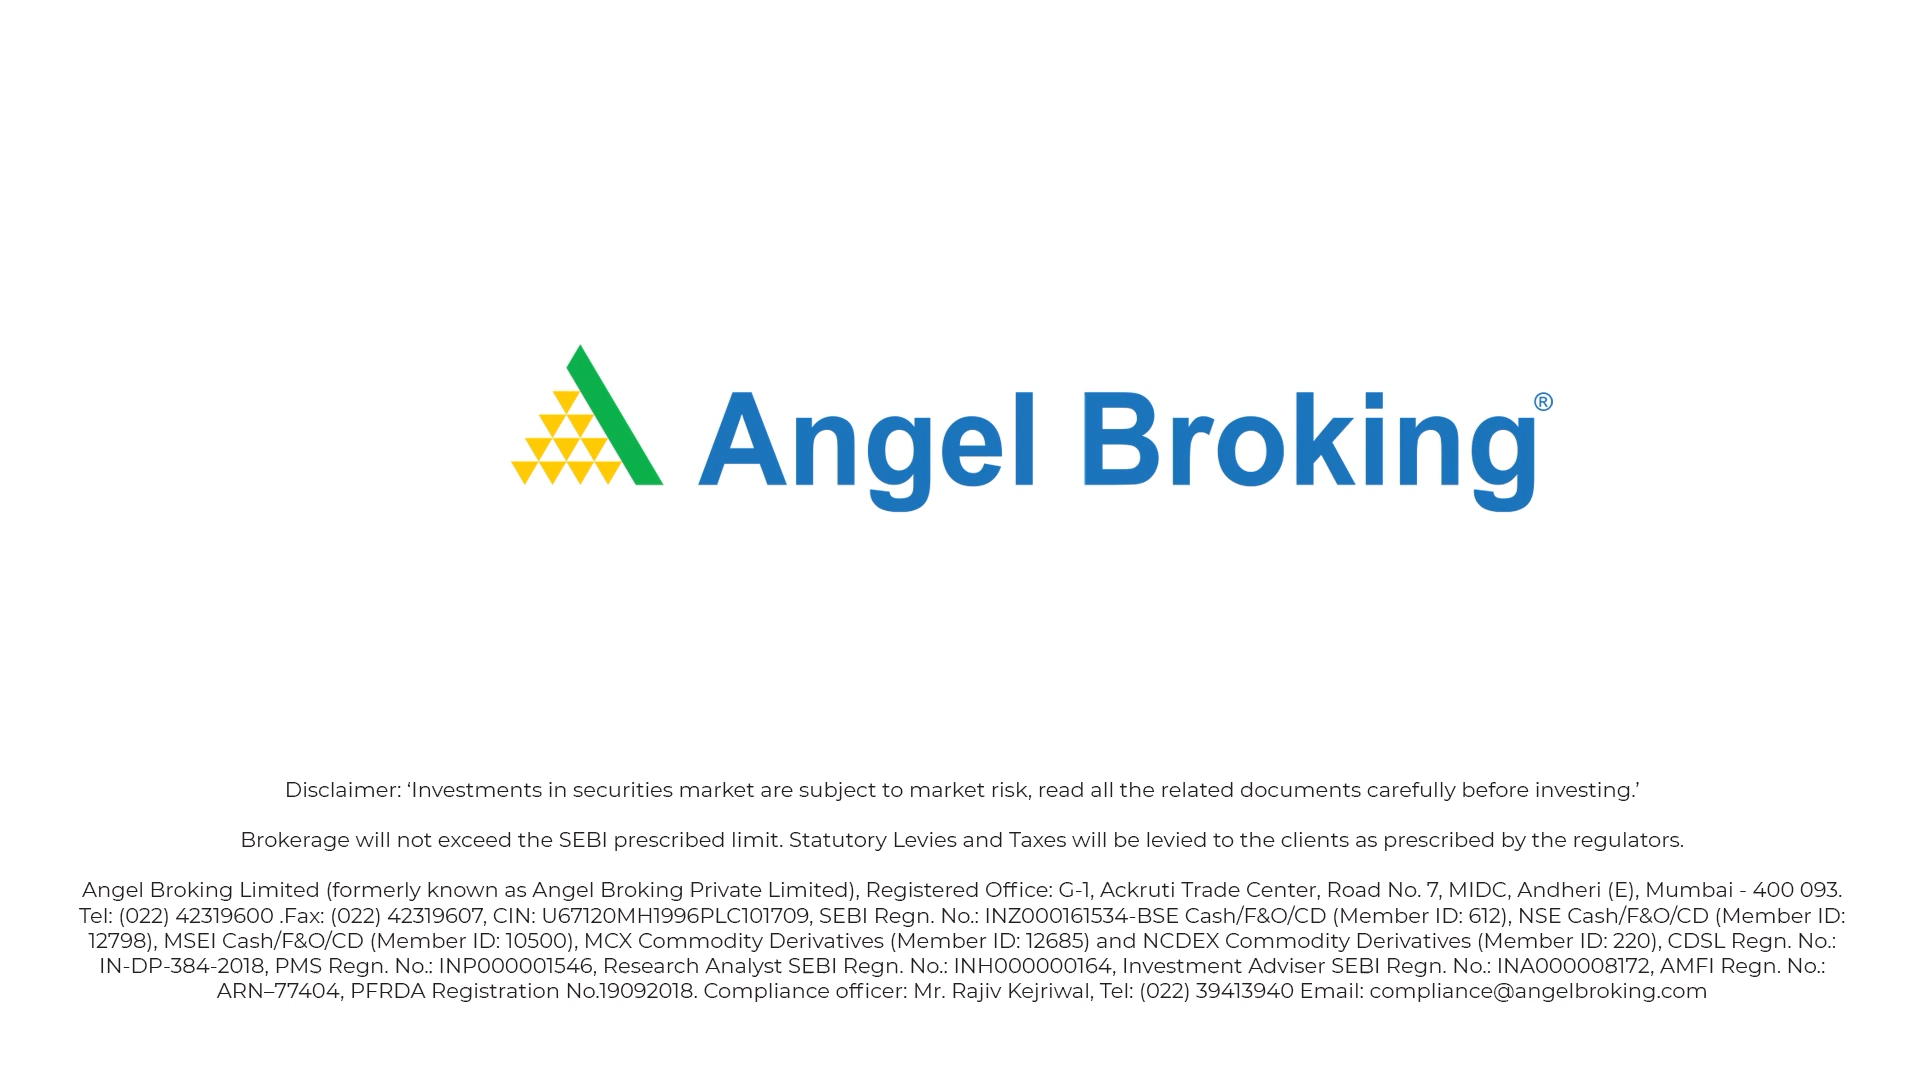 Angel Broking®
Disclaimer: ‘Investments in securities market are subject to market risk, read all the related documents carefully before investing.’
Brokerage will not exceed the SEBI prescribed limit. Statutory Levies and Taxes will be levied to the clients as prescribed by the regulators.
Angel Broking Limited (formerly known as Angel Broking Private Limited), Registered Office: G-1, Ackruti Trade Center, Road No. 7, MIDC, Andheri (E), Mumbai - 400 093.
Tel: (022) 42319600 .Fax: (022) 42319607, CIN: U67120MH1996PLC101709, SEBI Regn. No.: INZ000161534-BSE Cash/F&O/CD (Member ID: 612), NSE Cash/F&O/CD (Member ID:
12798), MSEI Cash/F&O/CD (Member ID: 10500), MCX Commodity Derivatives (Member ID: 12685) and NCDEX Commodity Derivatives (Member ID: 220), CDSL Regn. No.:
IN-DP-384-2018, PMS Regn. No.: INP000001546, Research Analyst SEBI Regn. No.: INH000000164, Investment Adviser SEBI Regn. No.: INA000008172, AMFI Regn. No.:
ARN–77404, PFRDA Registration No.19092018. Compliance officer: Mr. Rajiv Kejriwal, Tel: (022) 39413940 Email: compliance@angelbroking.com